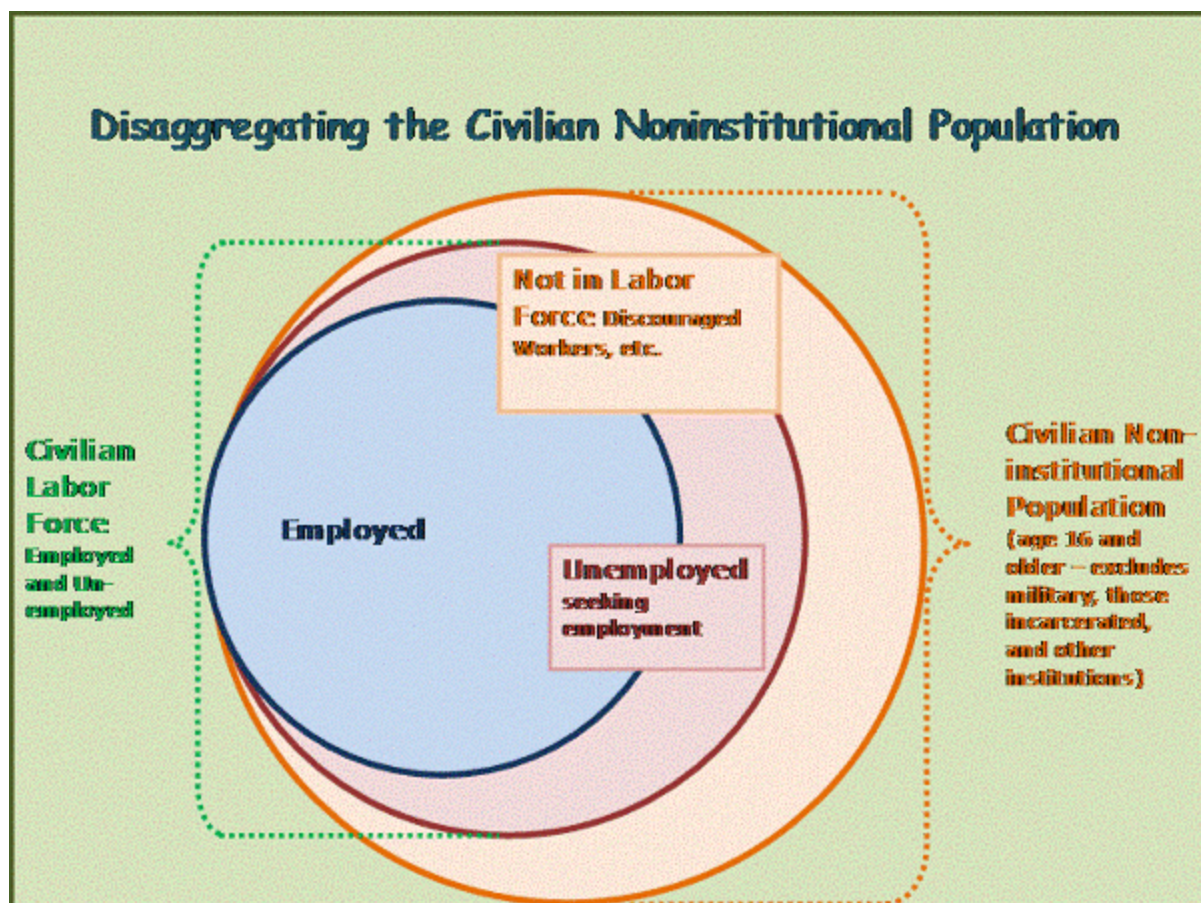 Disaggregating the Civilian Noninstitutional Population
Not in Labor
Force Discouraged
Workers, etc.
Civilian
Labor
Force
Employed
and Un-
employed
Employed
Unemployed
seeking
employment
Civilian Non-
institutional
Population
(age 16 and
older – excludes
military, those
incarcerated,
and other
institutions)